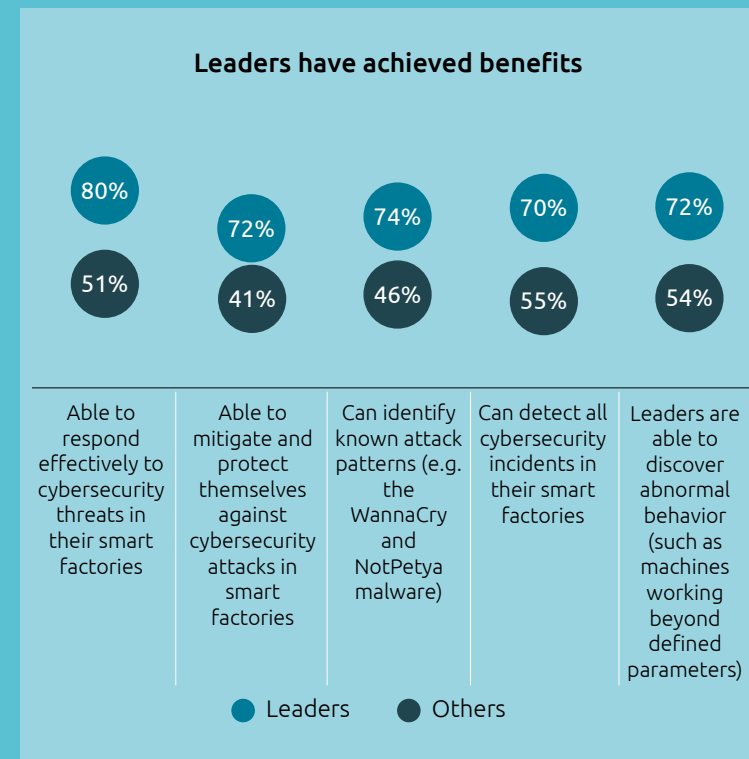 Leaders have achieved benefits
80%
72%
74%
70%
72%
51%
41%
46%
55%
54%
Able to
respond
effectively to
cybersecurity
threats in
their smart
factories
Able to
mitigate and
protect
themselves
against
cybersecurity
attacks in
smart
factories
Can identify
known attack
patterns (e.g.
the
WannaCry
and
NotPetya
malware)
Can detect all
cybersecurity
incidents in
their smart
factories
Leaders are
able to
discover
abnormal
behavior
(such as
machines
working
beyond
defined
parameters)
Leaders
Others